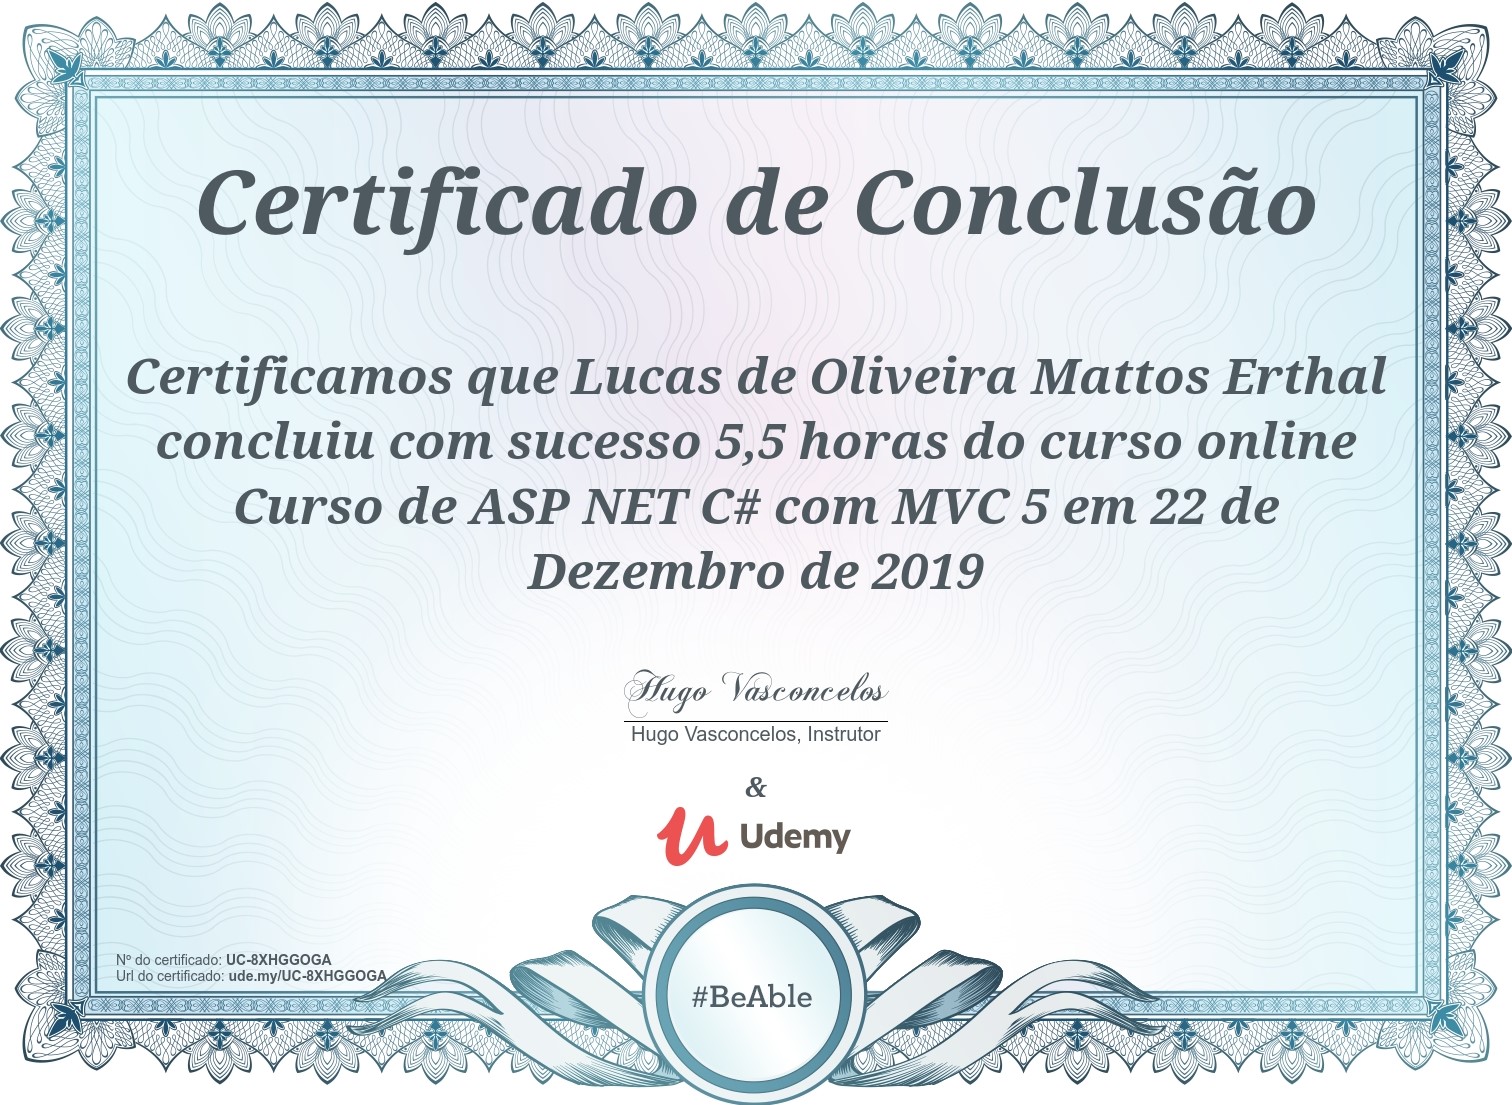 Certificado de Conclusão
Certificamos que Lucas de Oliveira Mattos Erthal
concluiu com sucesso 5,5 horas do curso online
Curso de ASP NET C# com MVC 5 em 22 de
Dezembro de 2019
Hugo Vasconcelos
Hugo Vasconcelos, Instrutor
&
Udemy
Nº do certificado: UC-8XHGGOGA
Url do certificado: ude.my/UC-8XHGGOGA
#BeAble